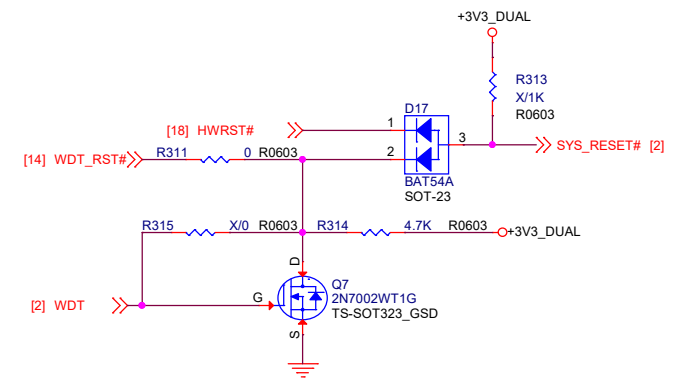 +3V3_DUAL
R313
X/1K
R0603
D17
[18] HWRST#
1
3
SYS_RESET# [2]
[14] WDT_RST#
R311
0
R0603
2
BAT54A
SOT-23
R315
X/0
R0603
R314
4.7K
R0603
+3V3_DUAL
D
Q7
[2] WDT
G
2N7002WT1G
TS-SOT323_GSD
S